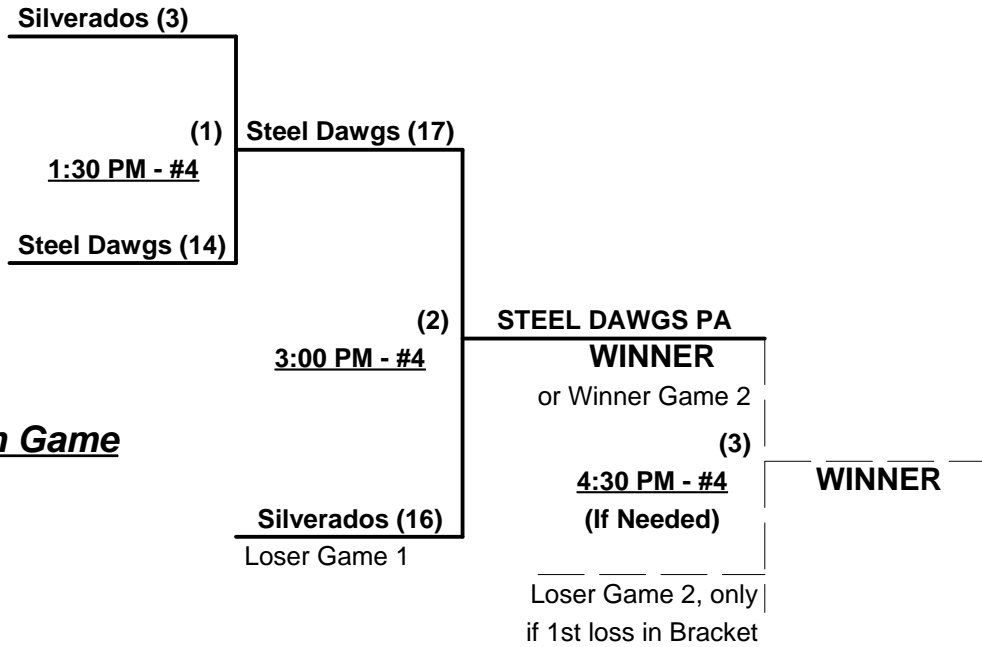 Silverados (3)
(1)
Steel Dawgs (17)
1:30 PM - #4
Steel Dawgs (14)
(2)
STEEL DAWGS PA
3:00 PM - #4
WINNER
or Winner Game 2
Game
(3)
4:30 PM - #4
WINNER
Silverados (16)
(If Needed)
Loser Game 1
Loser Game 2, only
if 1st loss in Bracket